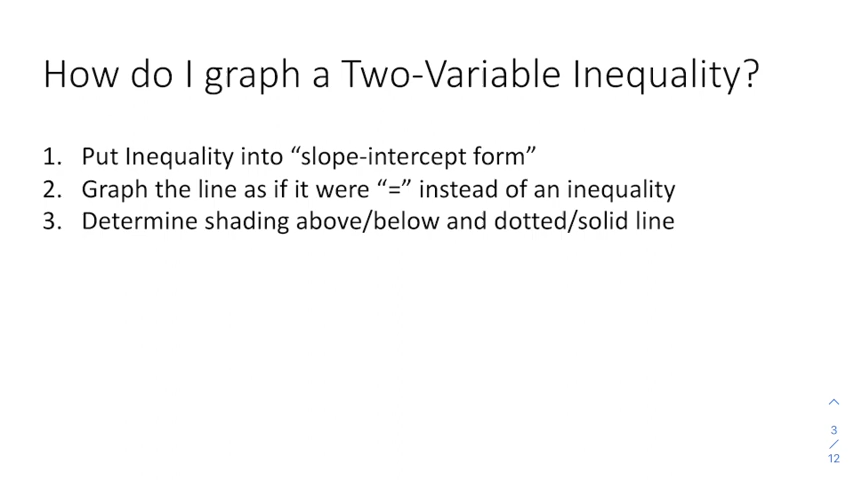 How do I graph a Two-Variable Inequality?
1. Put Inequality into “slope-intercept form”
2. Graph the line as if it were “=” instead of an inequality
3. Determine shading above/below and dotted/solid line
3
/
12